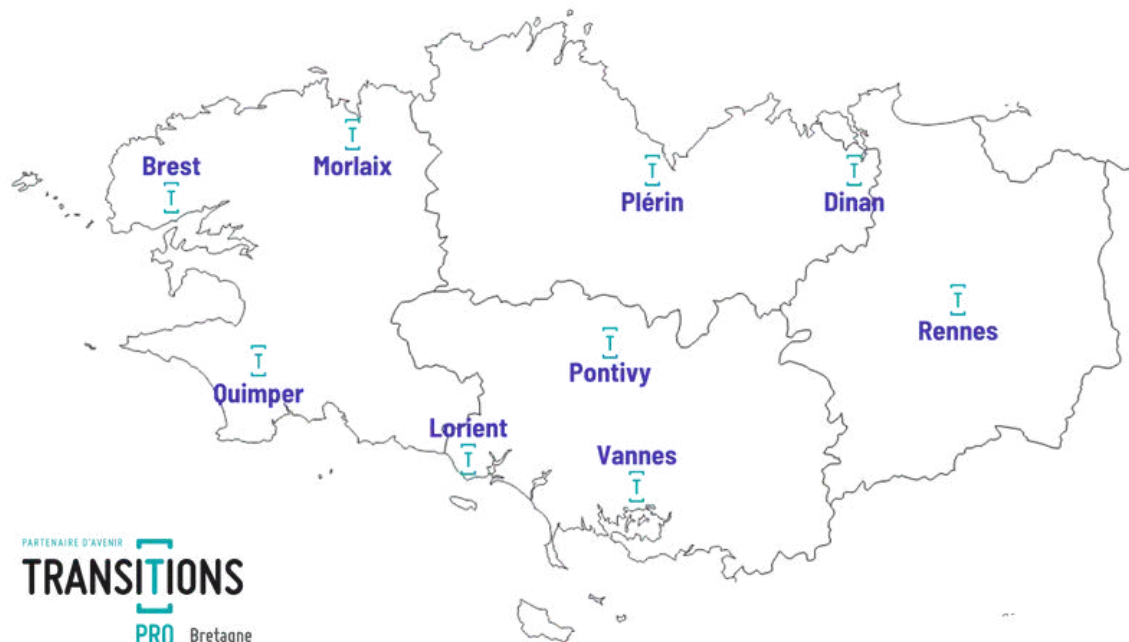 Brest
T
T
Morlaix
T
Plérin
T
Dinan
T
Rennes
T
Pontivy
T
Quimper
Lorient
T
Vannes
T
PARTENAIRE D'AVENIR
TRANSITIONS
PRO Bretagne